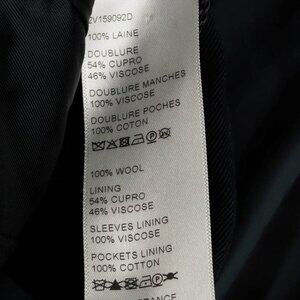 2V159092D
100% LAINE
DOUBLURE
54% CUPRO
46% VISCOSE
DOUBLURE MANCHES
100% VISCOSE
DOUBLURE POCHES
100% COTON
100% WOOL
LINING
54% CUPRO
46% VISCOSE
SLEEVES LINING
100% VISCOSE
POCKETS LINING
100% COTTON